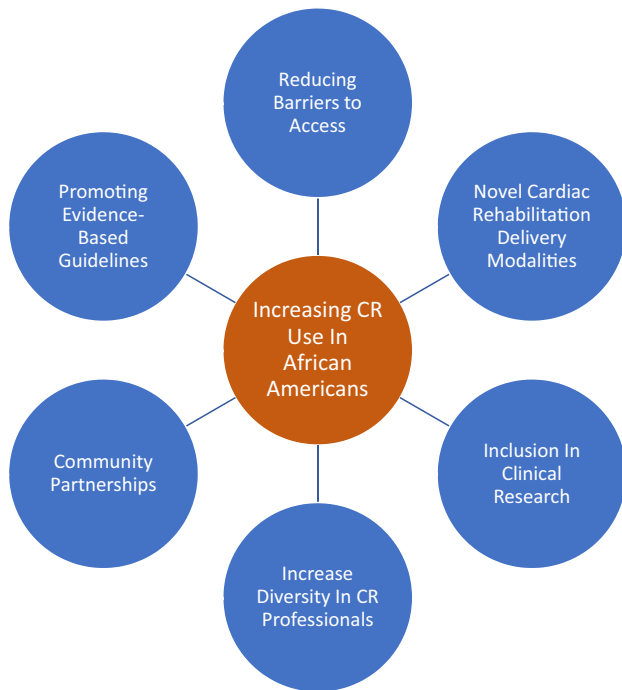 Reducing
Barriers to
Access
Promoting
Evidence-
Based
Guidelines
Novel Cardiac
Rehabilitation
Delivery
Modalities
Increasing CR
Use In
African
Americans
Community
Partnerships
Inclusion In
Clinical
Research
Increase
Diversity In CR
Professionals